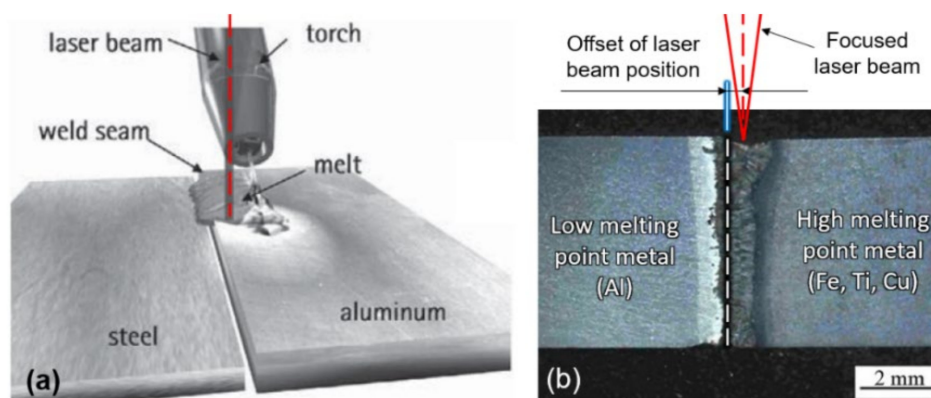 laser beam
torch
weld seam
melt
steel
aluminum
(a)
Offset of laser
beam position
Focused
laser beam
Low melting
point metal
(Al)
High melting
point metal
(Fe, Ti, Cu)
(b)
2 mm